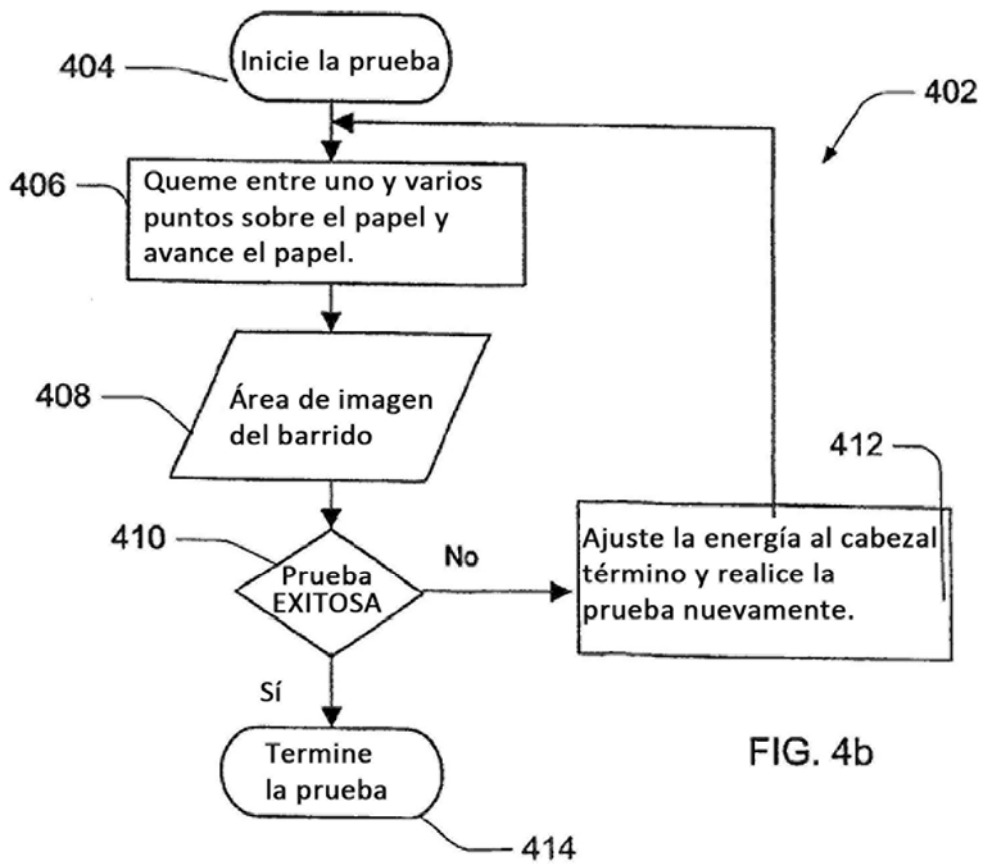 404
Inicie la prueba
402
406
Queme entre uno y varios
puntos sobre el papel y
avance el papel.
408
Área de imagen
del barrido
412
410
Prueba
EXITOSA
No
Ajuste la energía al cabezal
término y realice la
prueba nuevamente.
Sí
Termine
la prueba
414
FIG. 4b